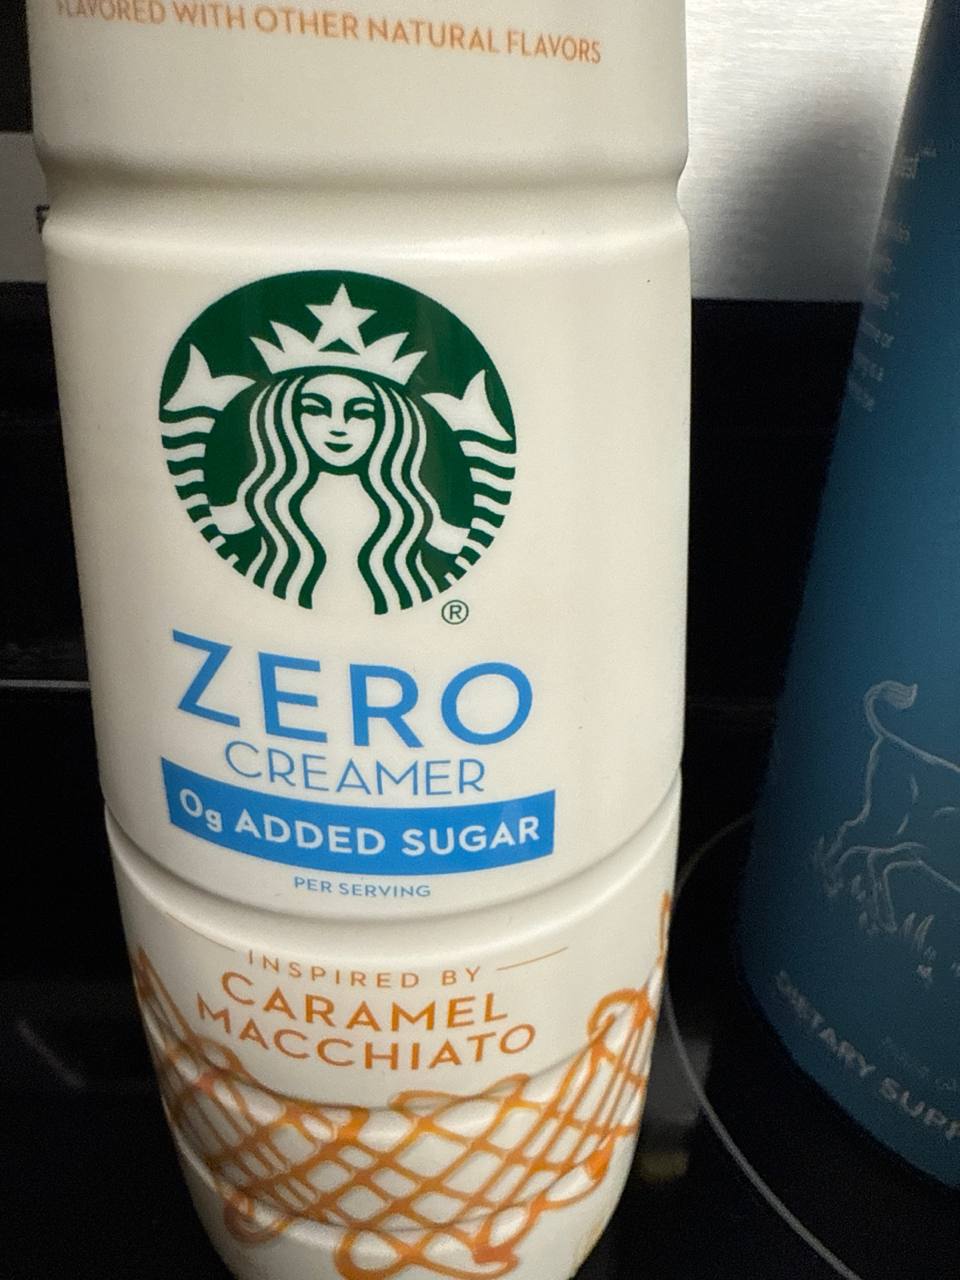 FLAVORED WITH OTHER NATURAL FLAVORS
®
ZERO
CREAMER
0g ADDED SUGAR
PER SERVING
INSPIRED BY
CARAMEL
MACCHIATO
DIETARY SUPP